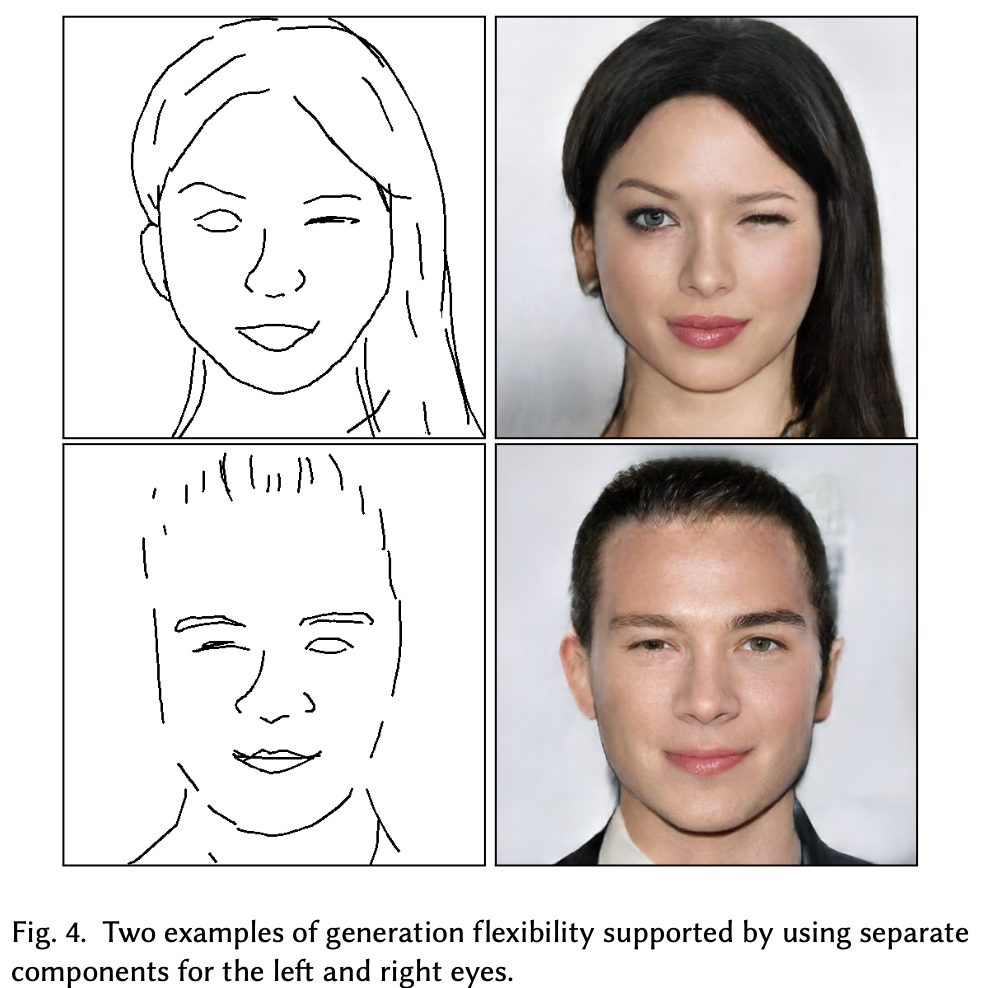 Fig. 4. Two examples of generation flexibility supported by using separate
components for the left and right eyes.